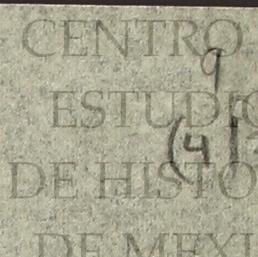 CENTRO
9
ESTUDIO
(4
DE HISTO
DE MEXI